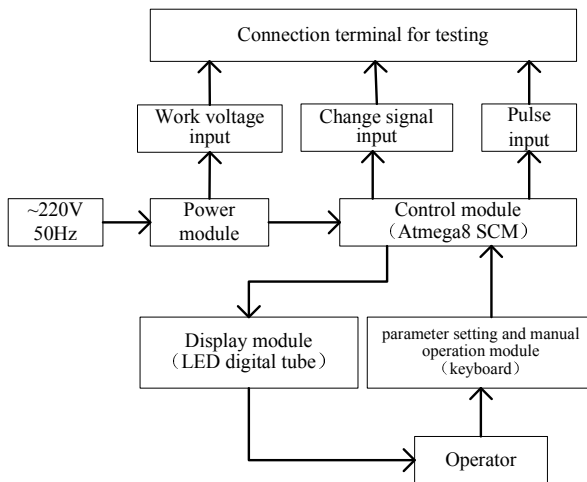 Connection terminal for testing
Work voltage
input
Change signal
input
Pulse
input
~220V
50Hz
Power
module
Control module
（Atmega8 SCM）
Display module
（LED digital tube）
parameter setting and manual
operation module
（keyboard）
Operator